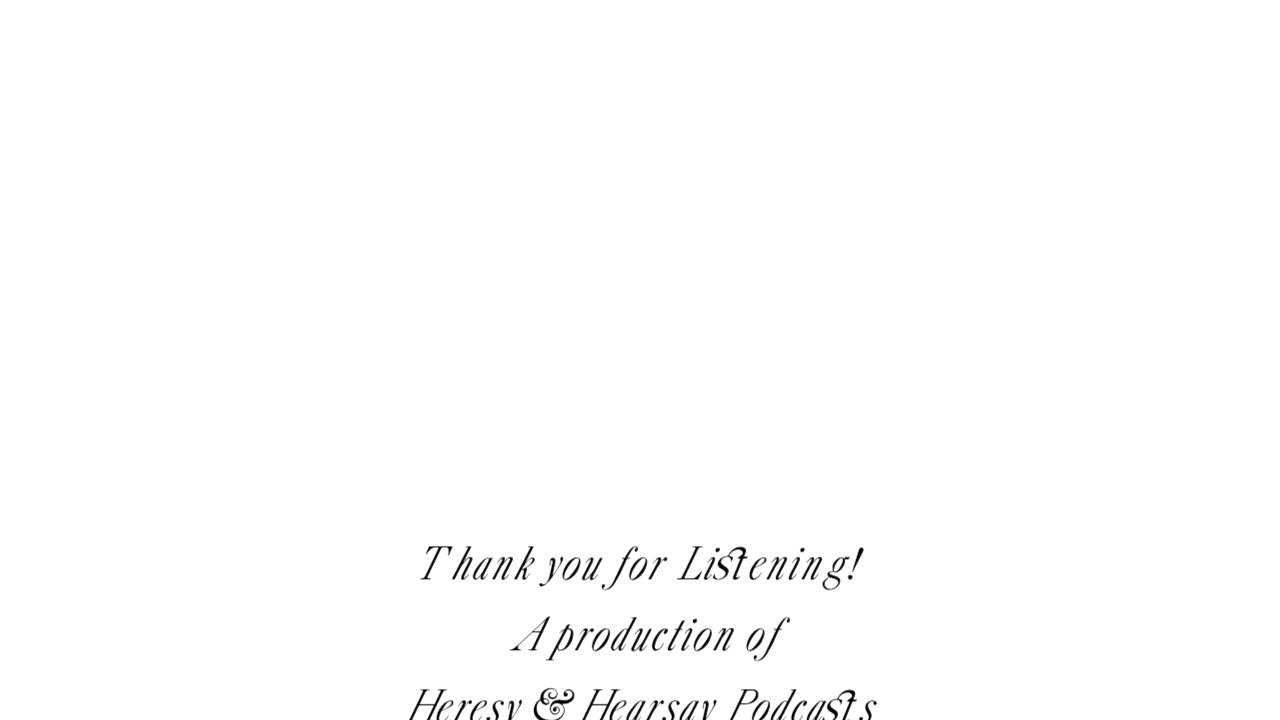 Thank you for Listening!
A production of
Heresy & Hearsay Podcasts